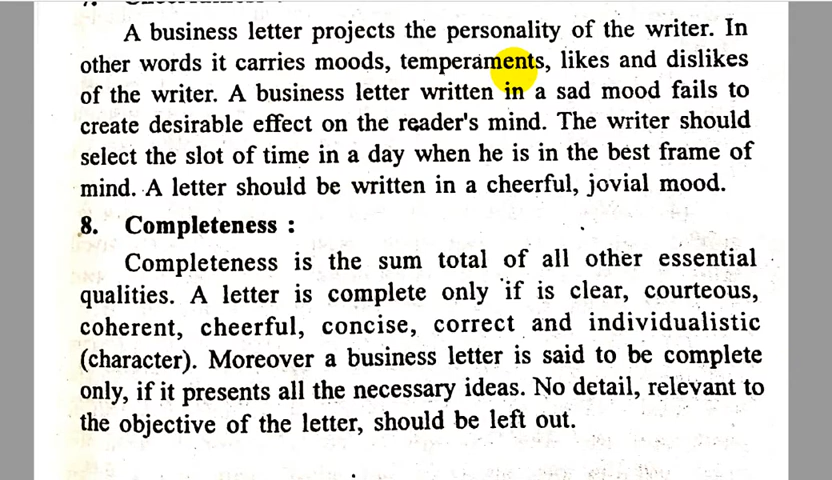 7.
A business letter projects the personality of the writer. In
other words it carries moods, temperaments, likes and dislikes
of the writer. A business letter written in a sad mood fails to
create desirable effect on the reader's mind. The writer should
select the slot of time in a day when he is in the best frame of
mind. A letter should be written in a cheerful, jovial mood.
8. Completeness :
Completeness is the sum total of all other essential
qualities. A letter is complete only if is clear, courteous,
coherent, cheerful, concise, correct and individualistic
(character). Moreover a business letter is said to be complete
only, if it presents all the necessary ideas. No detail, relevant to
the objective of the letter, should be left out.